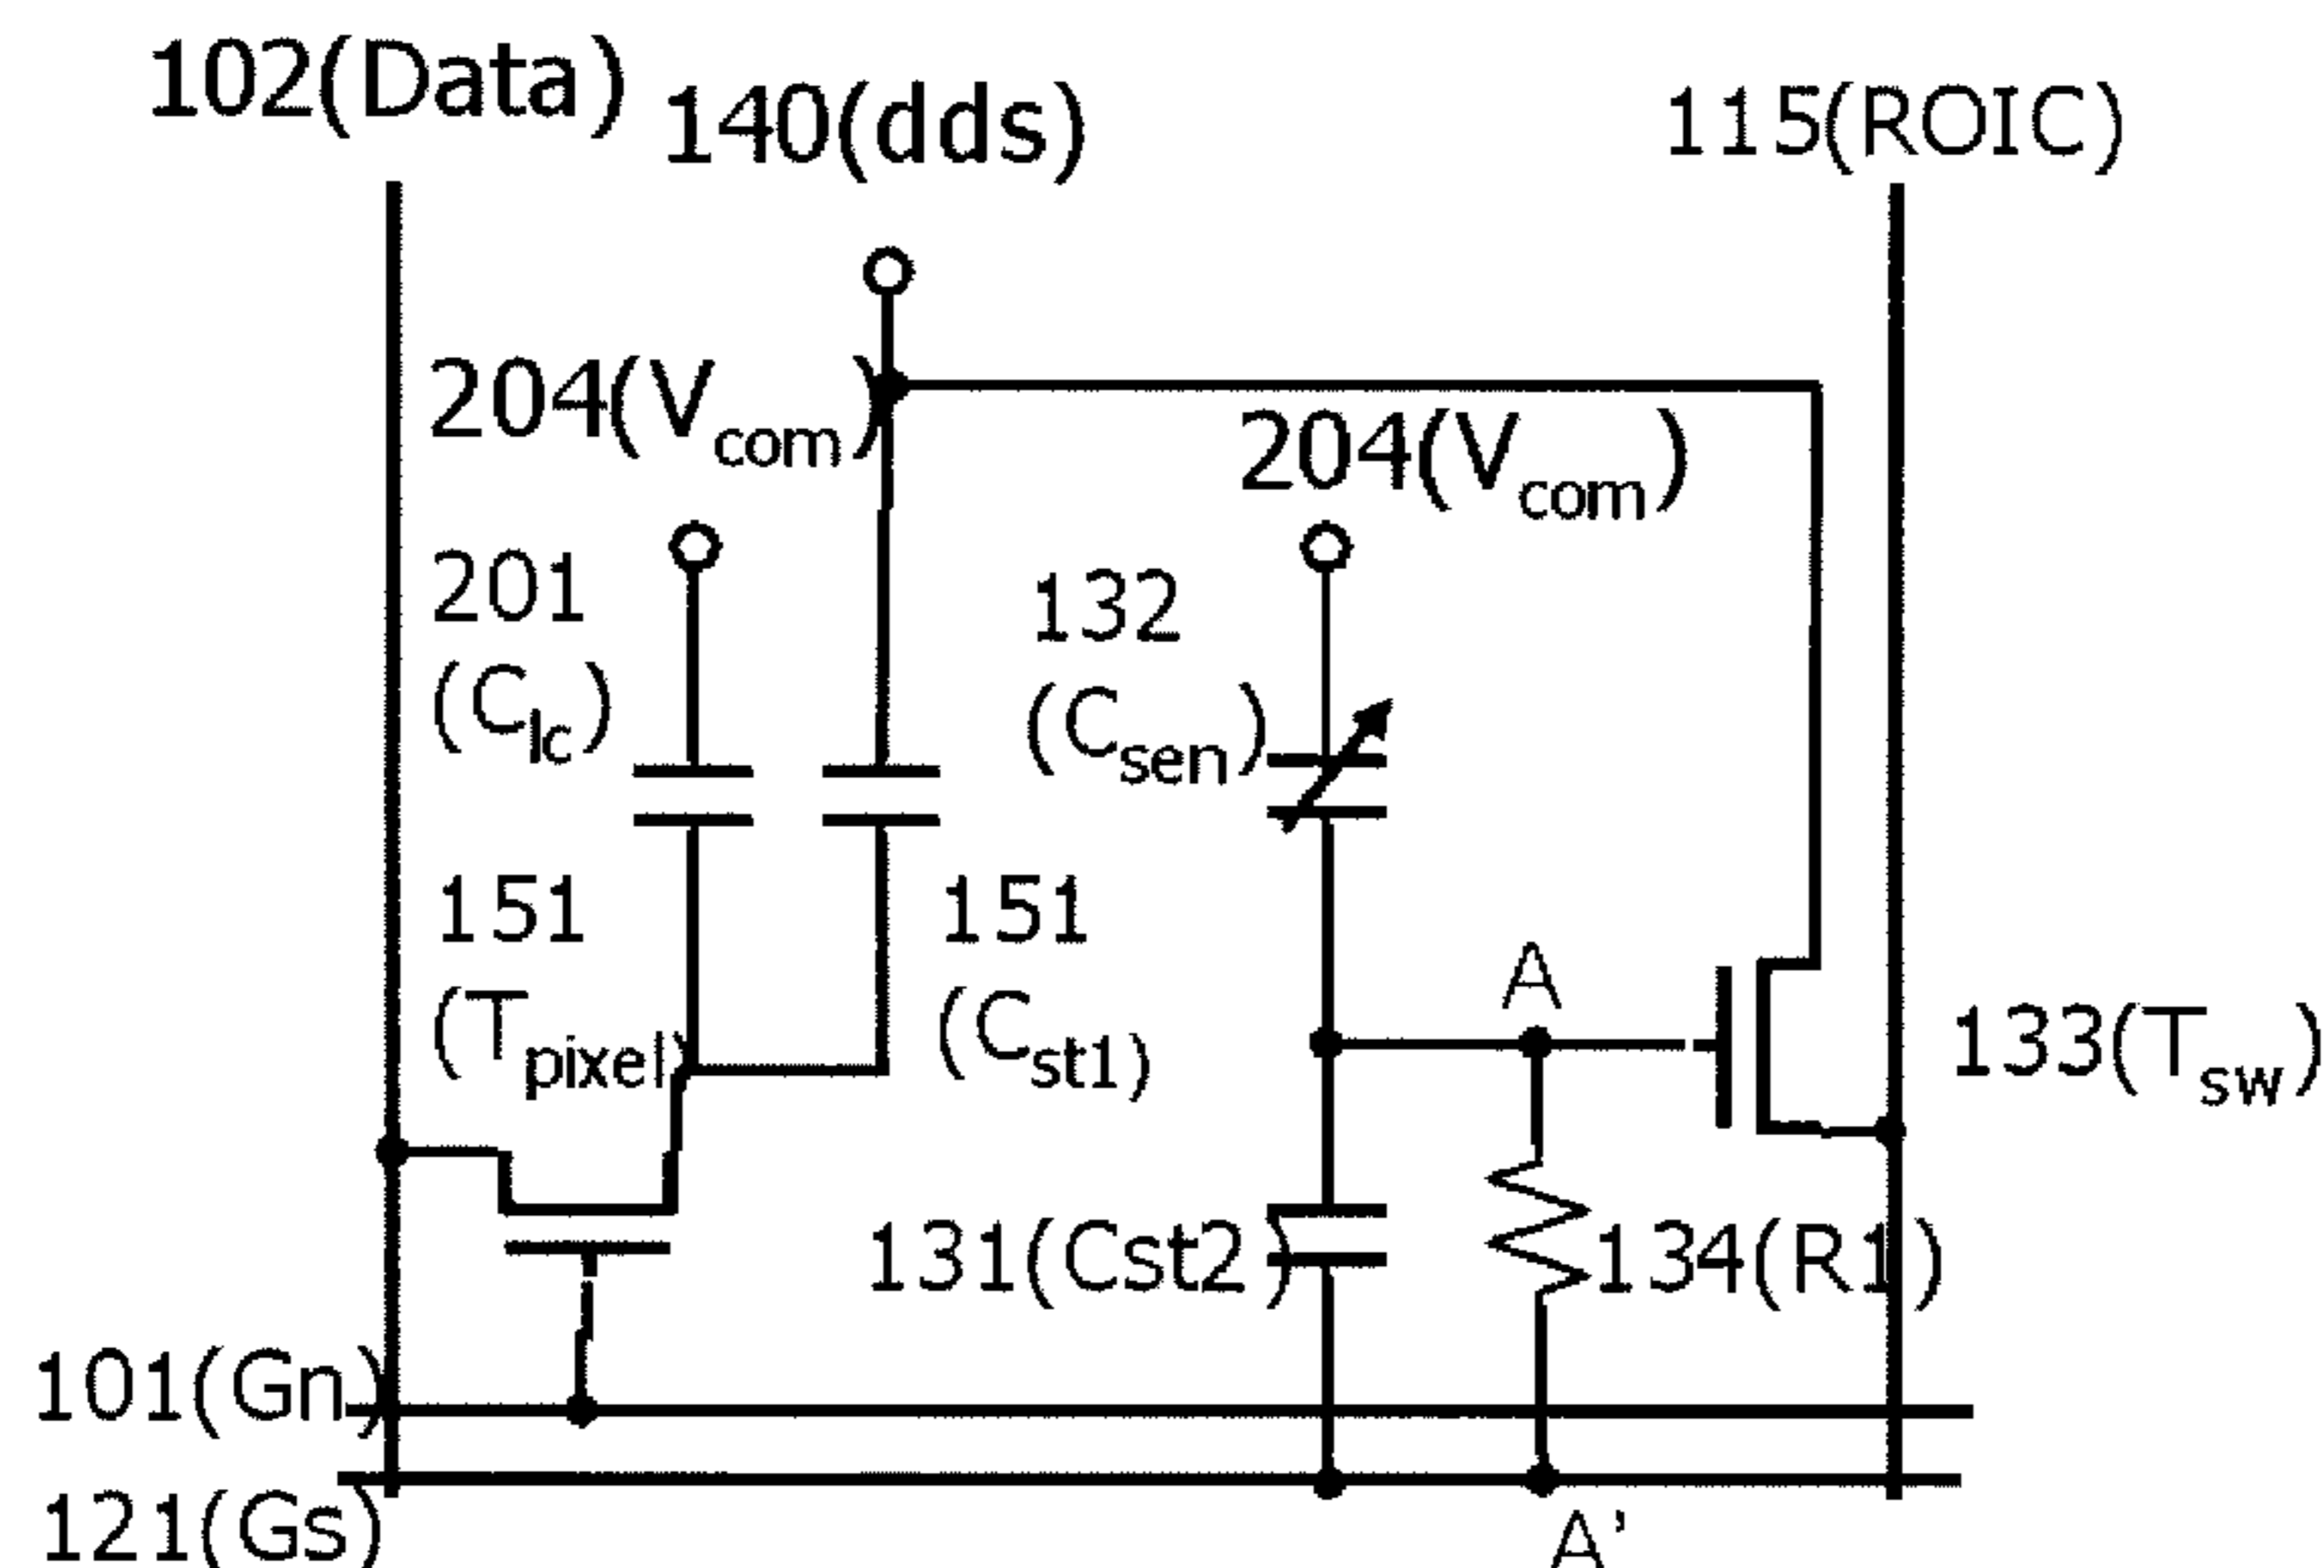 102(Data)
140(dds)
115(ROIC)
204(Vcom)
204(Vcom)
201
(Clc)
132
(Csen)
151
(Tpixel)
151
(Cst1)
A
133(Tsw)
131(Cst2)
134(R1)
101(Gn)
121(Gs)
A'